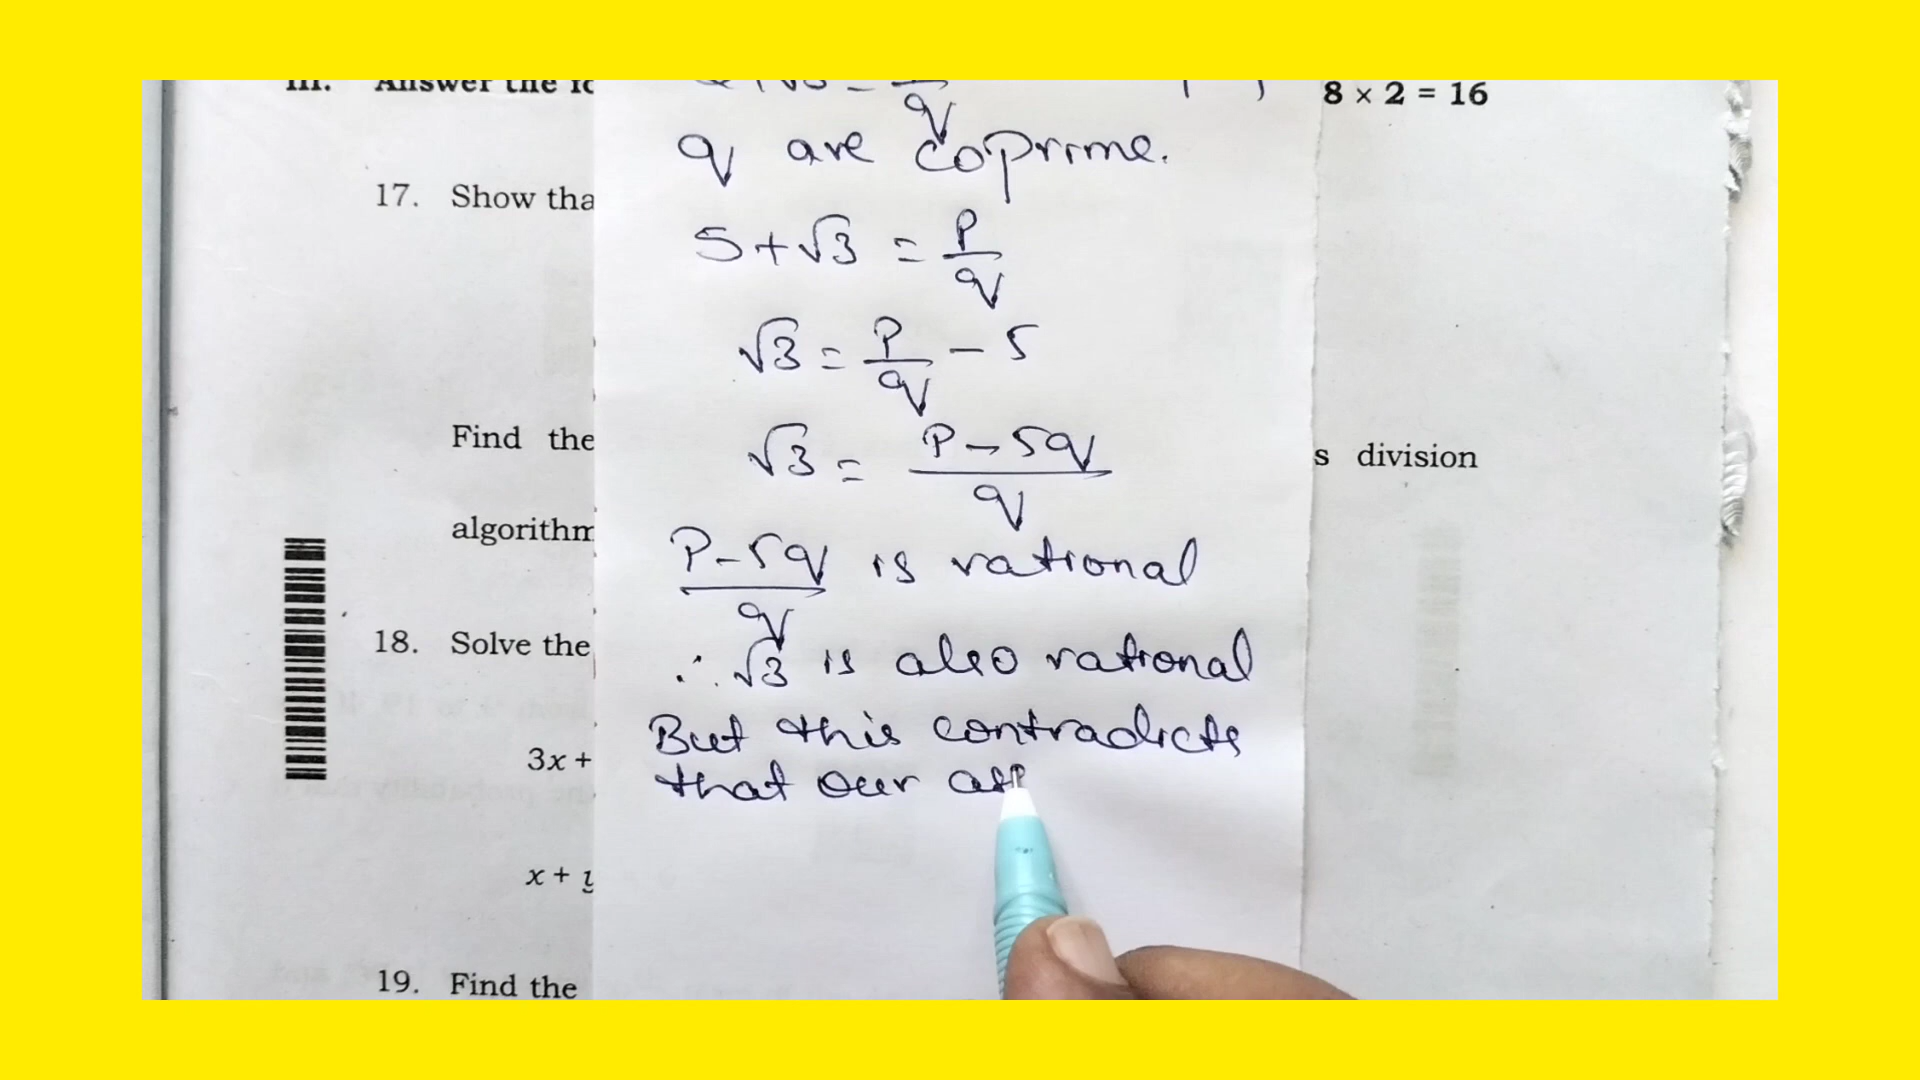 III. Answer the fo
8 × 2 = 16
q
q are coprime.
17. Show tha
5+√3 = P/q
√3 = P/q − 5
√3 = P−5q/q
Find the
s division
algorithm
P−5q/q is rational
18. Solve the
∴ √3 is also rational
But this contradicts
3x +
that our ass
x + y
19. Find the